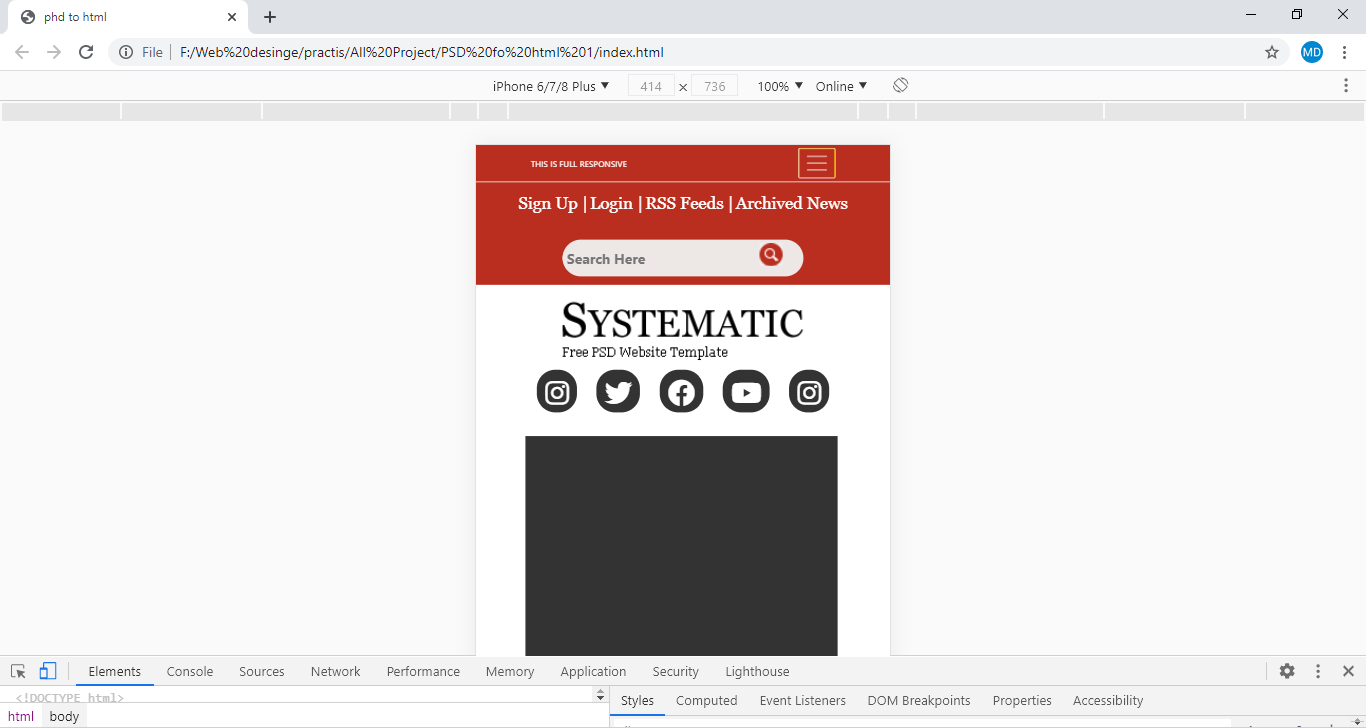 phd to html
File F:/Web%20desinge/practis/All%20Project/PSD%20fo%20html%201/index.html MD
iPhone 6/7/8 Plus ▼ 414 × 736 100% ▼ Online ▼
THIS IS FULL RESPONSIVE
Sign Up | Login | RSS Feeds | Archived News
Search Here
SYSTEMATIC
Free PSD Website Template
Elements Console Sources Network Performance Memory Application Security Lighthouse
<!DOCTYPE html>
Styles Computed Event Listeners DOM Breakpoints Properties Accessibility
html body